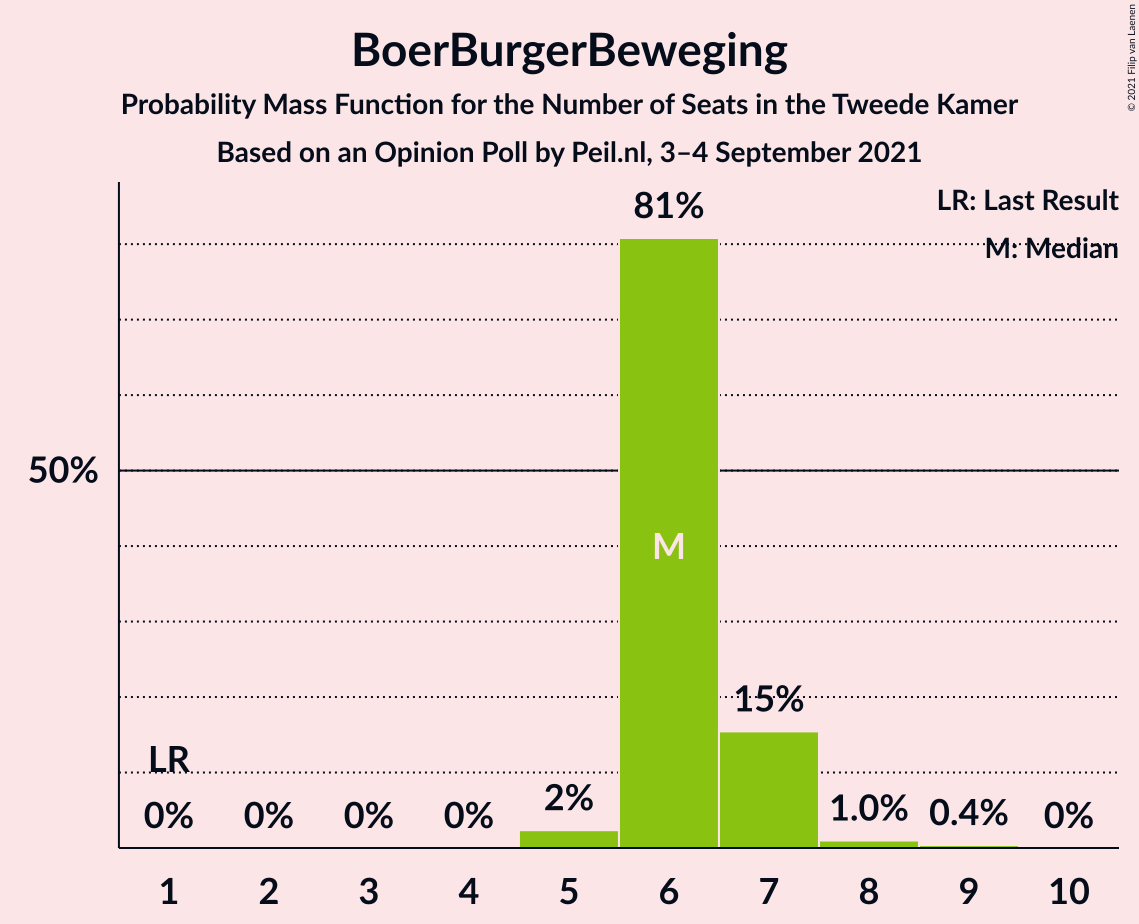 BoerBurgerBeweging
Probability Mass Function for the Number of Seats in the Tweede Kamer
Based on an Opinion Poll by Peil.nl, 3–4 September 2021
© 2021 Filip van Laenen
LR: Last Result
M: Median
81%
50%
M
15%
LR
0% 0% 0% 0% 2% 1.0% 0.4% 0%
1 2 3 4 5 6 7 8 9 10